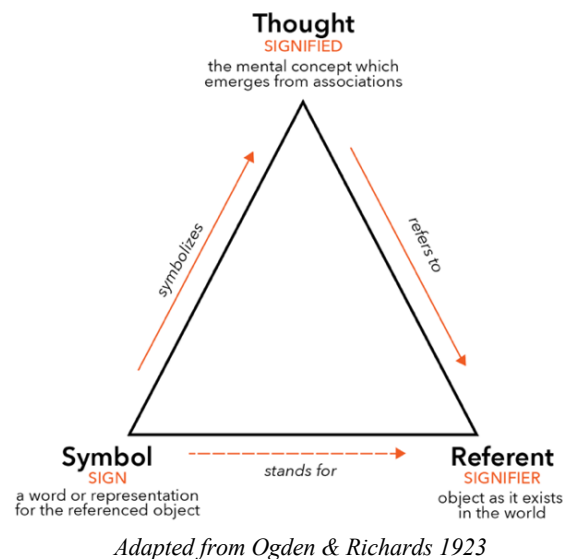 Thought
SIGNIFIED
the mental concept which
emerges from associations
symbolizes
refers to
Symbol
SIGN
a word or representation
for the referenced object
stands for
Referent
SIGNIFIER
object as it exists
in the world
Adapted from Ogden & Richards 1923